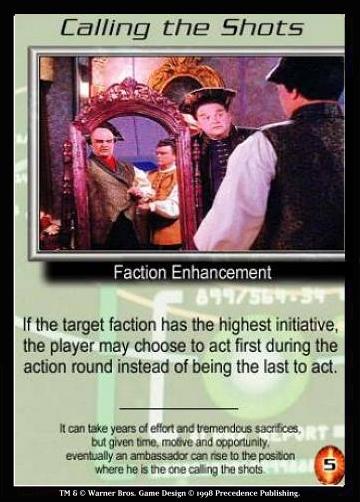 Calling the Shots
Faction Enhancement
If the target faction has the highest initiative,
the player may choose to act first during the
action round instead of being the last to act.
It can take years of effort and tremendous sacrifices,
but given time, motive and opportunity,
eventually an ambassador can rise to the position
where he is the one calling the shots.
5
TM & © Warner Bros. Game Design © 1998 Precedence Publishing.